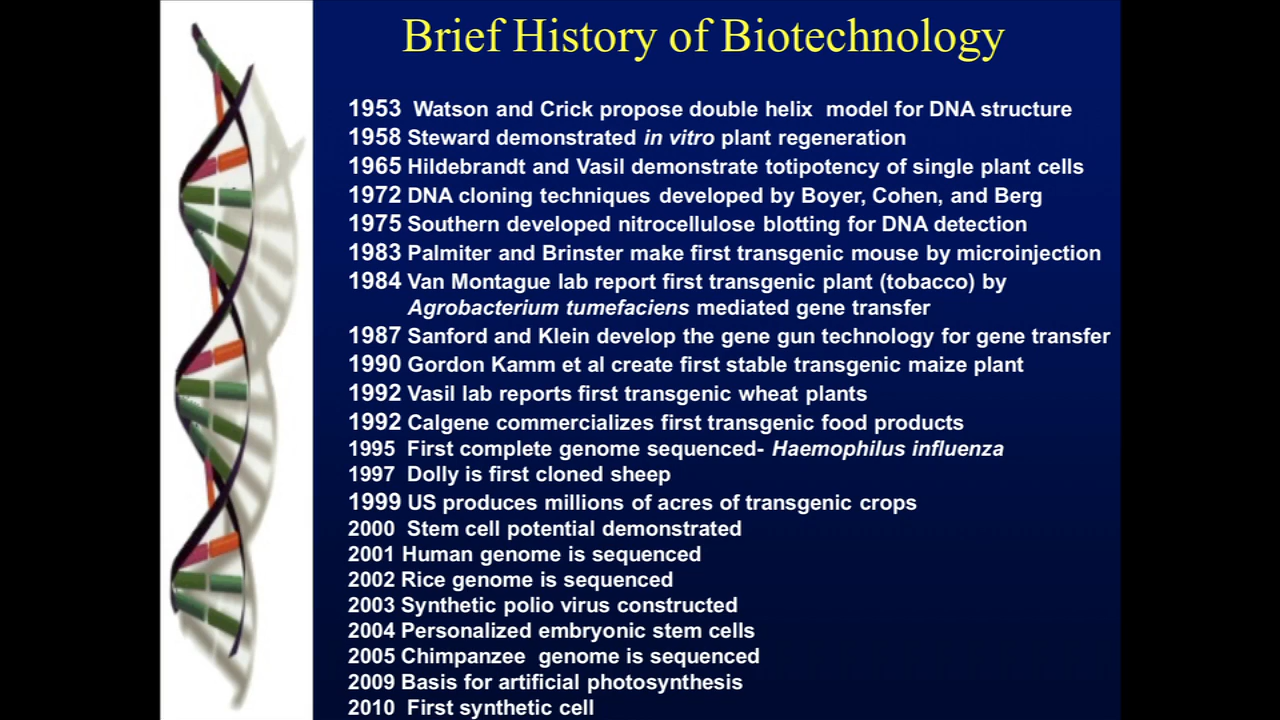 Brief History of Biotechnology
1953 Watson and Crick propose double helix model for DNA structure
1958 Steward demonstrated in vitro plant regeneration
1965 Hildebrandt and Vasil demonstrate totipotency of single plant cells
1972 DNA cloning techniques developed by Boyer, Cohen, and Berg
1975 Southern developed nitrocellulose blotting for DNA detection
1983 Palmiter and Brinster make first transgenic mouse by microinjection
1984 Van Montague lab report first transgenic plant (tobacco) by
Agrobacterium tumefaciens mediated gene transfer
1987 Sanford and Klein develop the gene gun technology for gene transfer
1990 Gordon Kamm et al create first stable transgenic maize plant
1992 Vasil lab reports first transgenic wheat plants
1992 Calgene commercializes first transgenic food products
1995 First complete genome sequenced- Haemophilus influenza
1997 Dolly is first cloned sheep
1999 US produces millions of acres of transgenic crops
2000 Stem cell potential demonstrated
2001 Human genome is sequenced
2002 Rice genome is sequenced
2003 Synthetic polio virus constructed
2004 Personalized embryonic stem cells
2005 Chimpanzee genome is sequenced
2009 Basis for artificial photosynthesis
2010 First synthetic cell